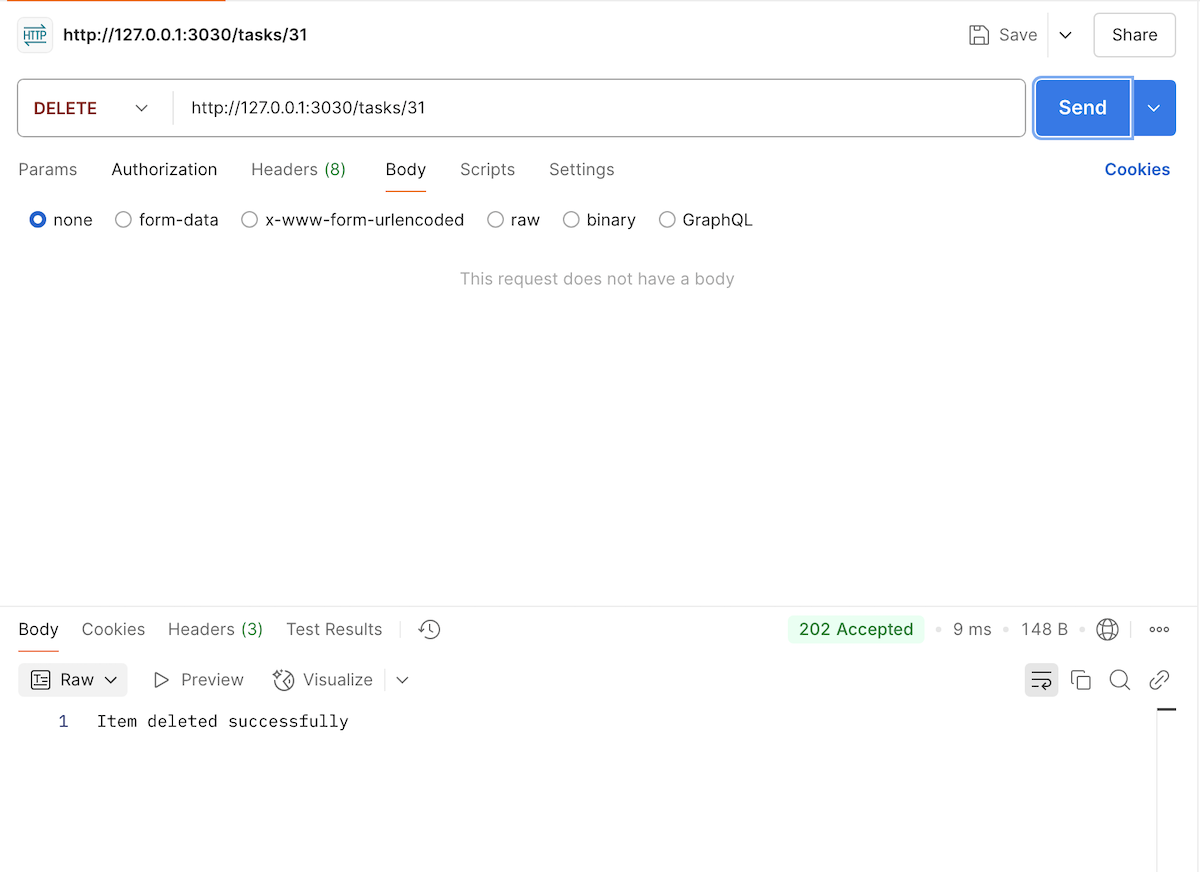 HTTP http://127.0.0.1:3030/tasks/31 Save Share
DELETE http://127.0.0.1:3030/tasks/31 Send
Params Authorization Headers (8) Body Scripts Settings Cookies
none form-data x-www-form-urlencoded raw binary GraphQL
This request does not have a body
Body Cookies Headers (3) Test Results 202 Accepted 9 ms 148 B
Raw Preview Visualize
1 Item deleted successfully